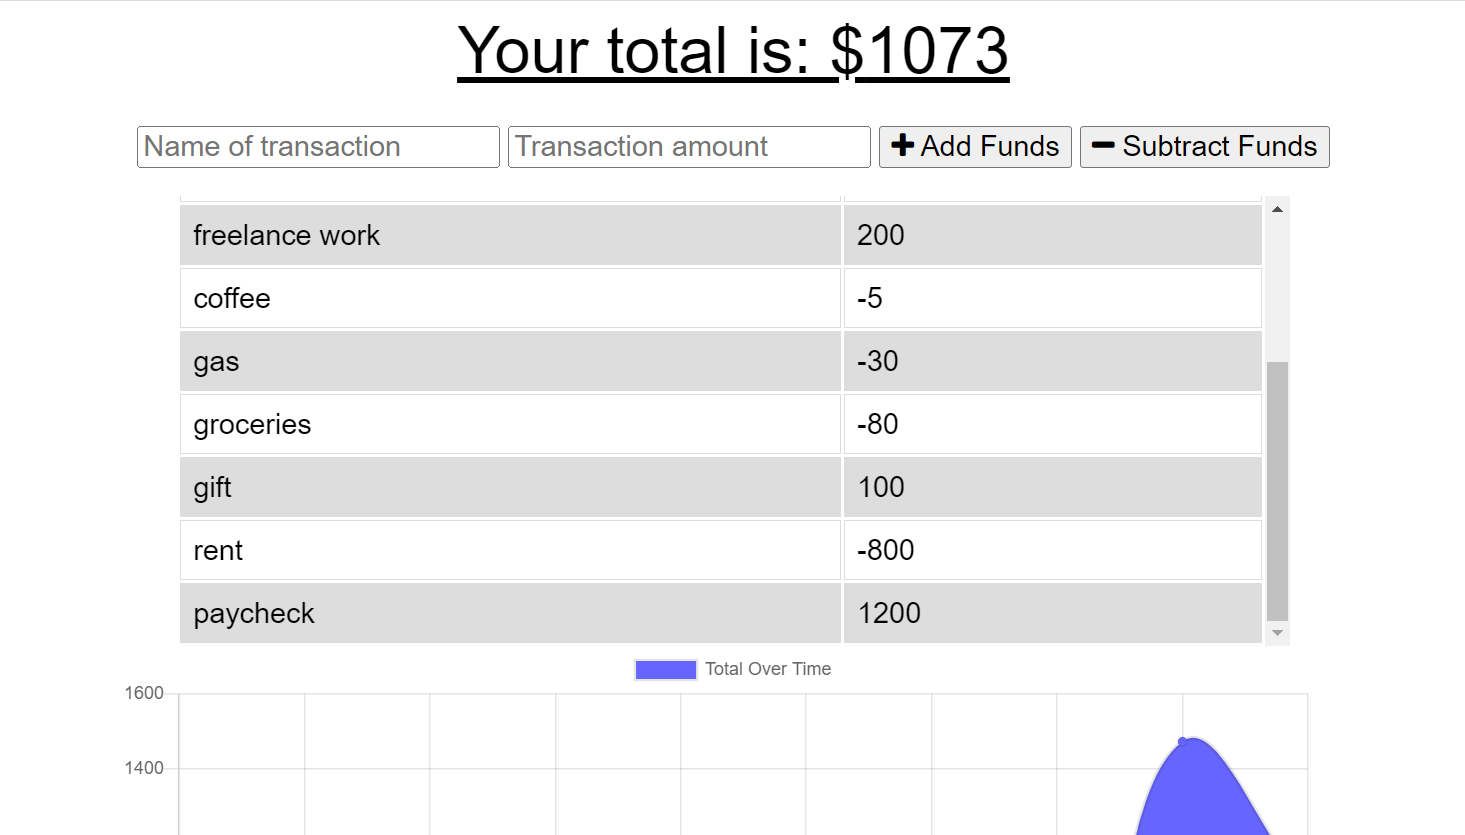 Your total is: $1073
Name of transaction Transaction amount Add Funds Subtract Funds
freelance work 200
coffee -5
gas -30
groceries -80
gift 100
rent -800
paycheck 1200
Total Over Time
1600
1400